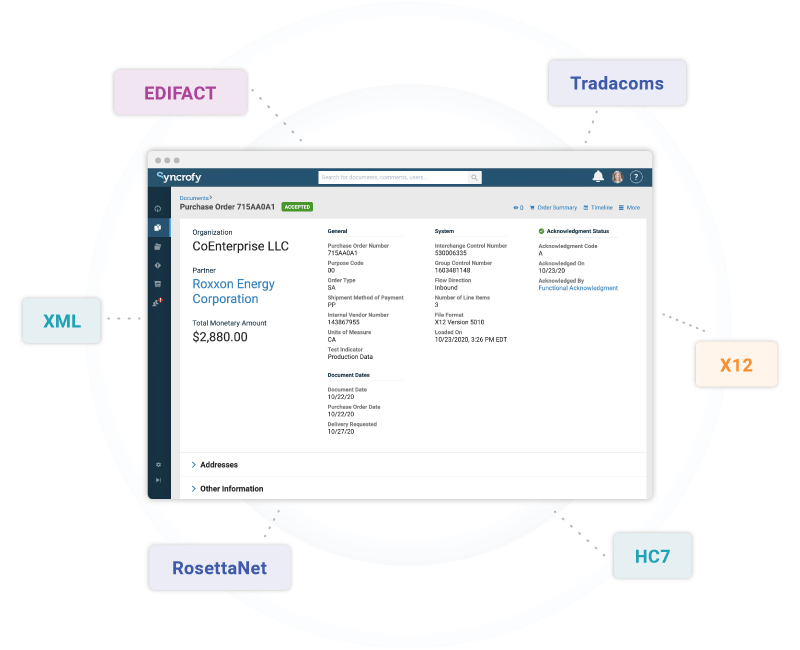 EDIFACT
Tradacoms
Syncrofy
Search for documents, comments, users...
?
Documents >
Purchase Order 715AA0A1 ACCEPTED
0 Order Summary Timeline More
Organization
CoEnterprise LLC
Partner
Roxxon Energy
Corporation
Total Monetary Amount
$2,880.00
General
Purchase Order Number
715AA0A1
Purpose Code
00
Order Type
SA
Shipment Method of Payment
PP
Internal Vendor Number
143867955
Units of Measure
CA
Test Indicator
Production Data
Document Dates
Document Date
10/22/20
Purchase Order Date
10/22/20
Delivery Requested
10/27/20
System
Interchange Control Number
530006335
Group Control Number
1603481148
Flow Direction
Inbound
Number of Line Items
3
File Format
X12 Version 5010
Loaded On
10/23/2020, 3:26 PM EDT
Acknowledgment Status
Acknowledgment Code
A
Acknowledged On
10/23/20
Acknowledged By
Functional Acknowledgment
Addresses
Other Information
XML
X12
RosettaNet
HC7